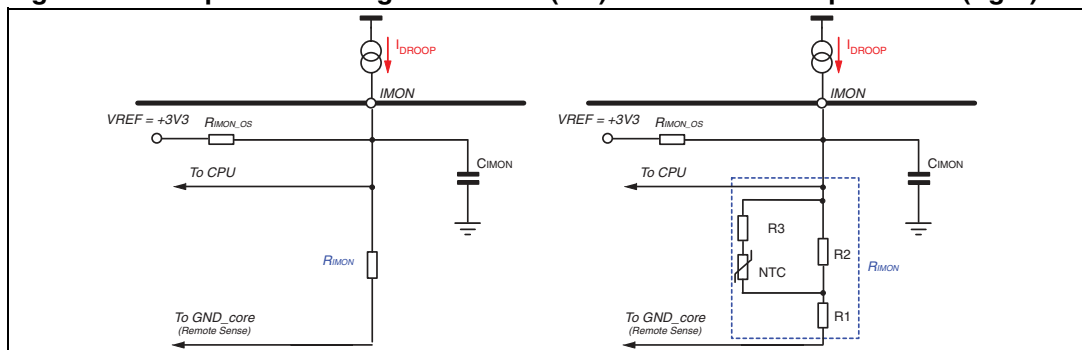 IDROOP
IMON
VREF = +3V3
RIMON_OS
CIMON
To CPU
RIMON
To GND_core
(Remote Sense)
IDROOP
IMON
VREF = +3V3
RIMON_OS
CIMON
To CPU
R3
R2
NTC
RIMON
R1
To GND_core
(Remote Sense)